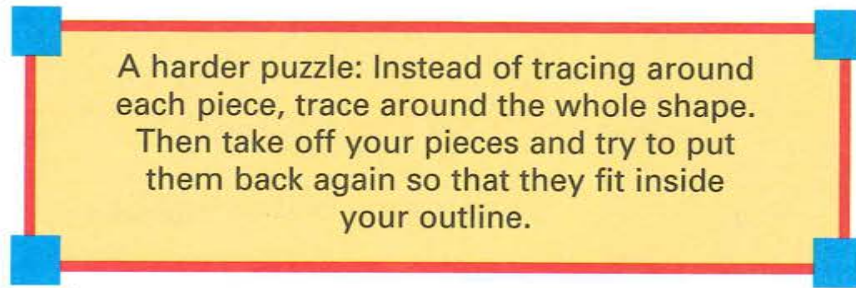 A harder puzzle: Instead of tracing around
each piece, trace around the whole shape.
Then take off your pieces and try to put
them back again so that they fit inside
your outline.